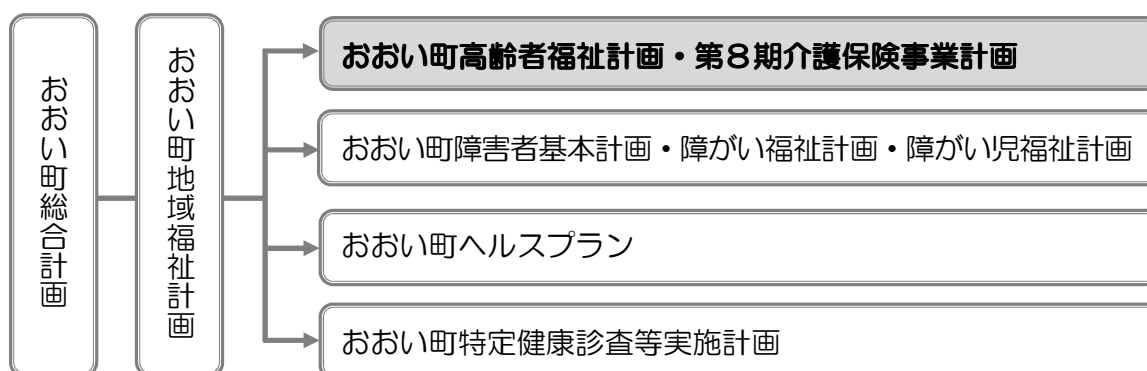 おおい町総合計画
おおい町地域福祉計画
おおい町高齢者福祉計画・第８期介護保険事業計画
おおい町障害者基本計画・障がい福祉計画・障がい児福祉計画
おおい町ヘルスプラン
おおい町特定健康診査等実施計画